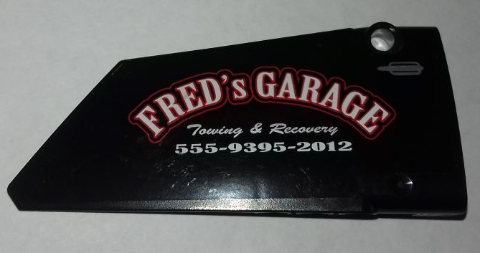 FRED's GARAGE
Towing & Recovery
555-9395-2012